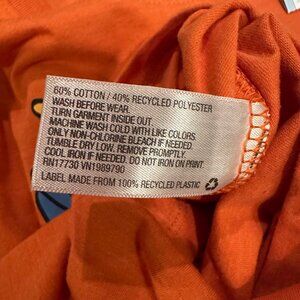 60% COTTON / 40% RECYCLED POLYESTER
WASH BEFORE WEAR.
TURN GARMENT INSIDE OUT.
MACHINE WASH COLD WITH LIKE COLORS.
ONLY NON-CHLORINE BLEACH IF NEEDED.
TUMBLE DRY LOW. REMOVE PROMPTLY.
COOL IRON IF NEEDED. DO NOT IRON ON PRINT.
RN17730 VN1989790
LABEL MADE FROM 100% RECYCLED PLASTIC